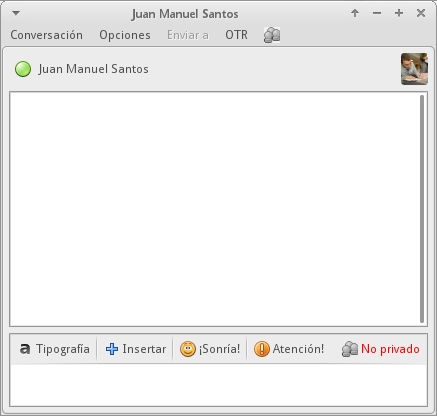 Juan Manuel Santos
Conversación Opciones Enviar a OTR
Juan Manuel Santos
a Tipografía Insertar ¡Sonría! Atención! No privado